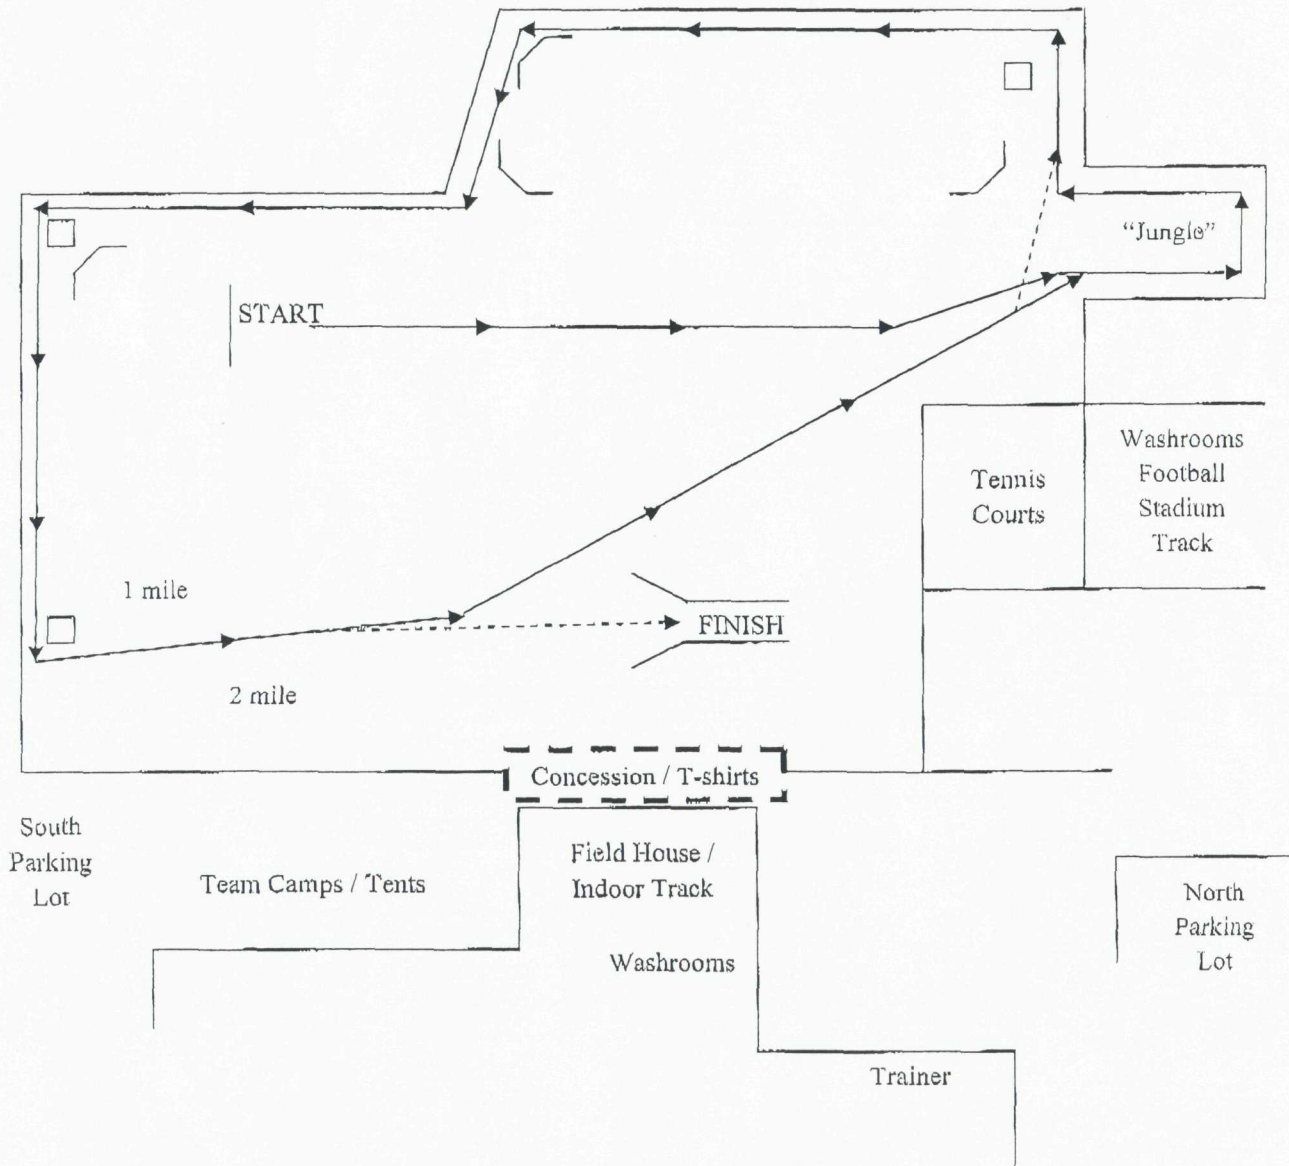 “Jungle”
START
Washrooms
Football
Stadium
Track
Tennis
Courts
1 mile
FINISH
2 mile
Concession / T-shirts
South
Parking
Lot
Team Camps / Tents
Field House /
Indoor Track
Washrooms
North
Parking
Lot
Trainer